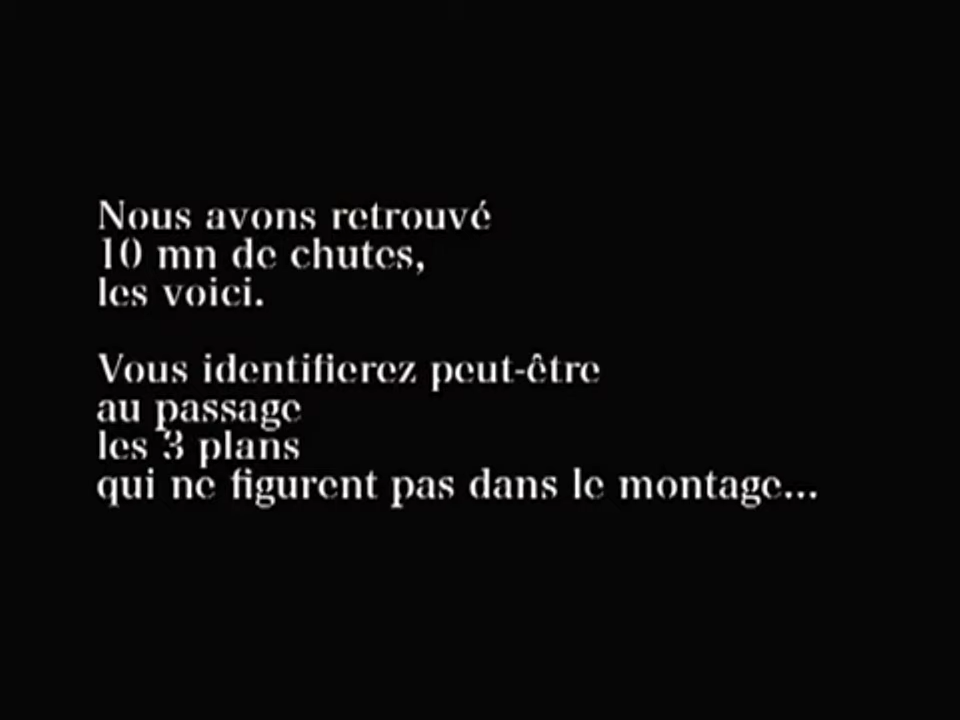 Nous avons retrouvé
10 mn de chutes,
les voici.
Vous identifierez peut-être
au passage
les 3 plans
qui ne figurent pas dans le montage...